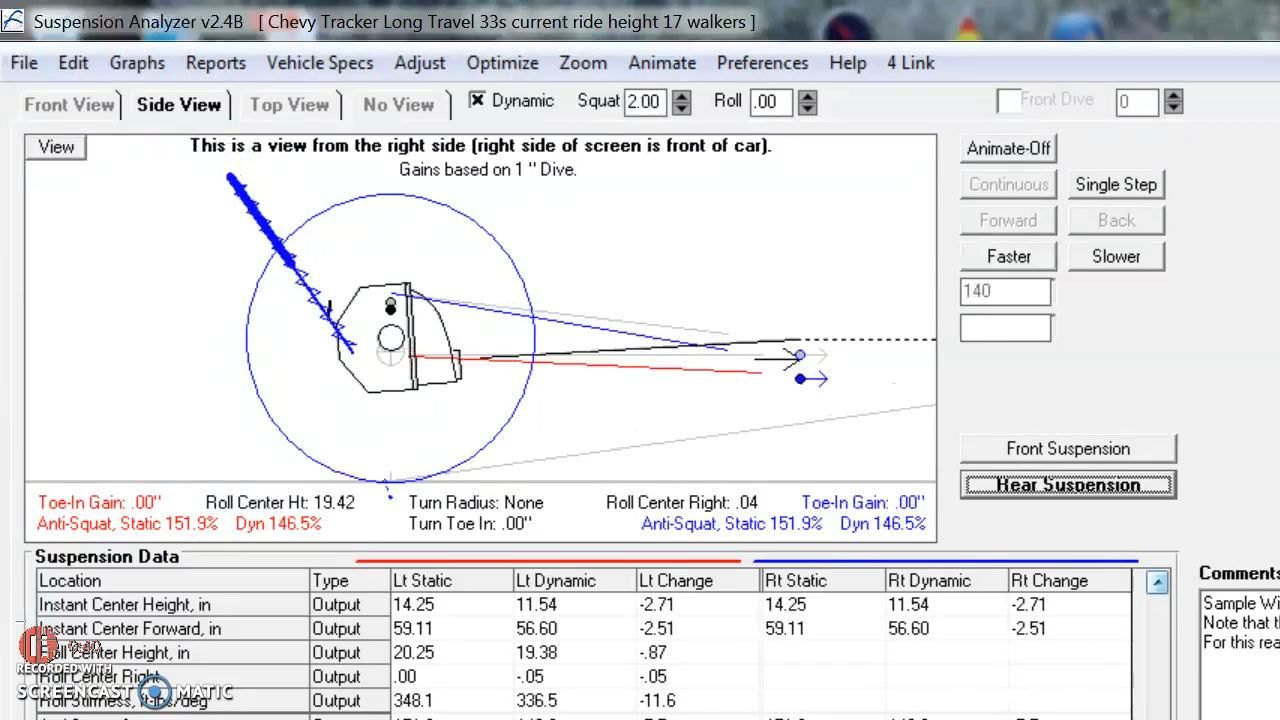 Suspension Analyzer v2.4B [ Chevy Tracker Long Travel 33s current ride height 17 walkers ]
File Edit Graphs Reports Vehicle Specs Adjust Optimize Zoom Animate Preferences Help 4 Link
Front View Side View Top View No View Dynamic Squat 2.00 Roll .00 Front Dive 0
View This is a view from the right side (right side of screen is front of car).
Gains based on 1 " Dive.
Animate-Off
Continuous Single Step
Forward Back
Faster Slower
140
Front Suspension
Rear Suspension
Toe-In Gain: .00" Roll Center Ht: 19.42 Turn Radius: None Roll Center Right: .04 Toe-In Gain: .00"
Anti-Squat, Static 151.9% Dyn 146.5% Turn Toe In: .00" Anti-Squat, Static 151.9% Dyn 146.5%
Suspension Data
Location Type Lt Static Lt Dynamic Lt Change Rt Static Rt Dynamic Rt Change
Instant Center Height, in Output 14.25 11.54 -2.71 14.25 11.54 -2.71
Instant Center Forward, in Output 59.11 56.60 -2.51 59.11 56.60 -2.51
Roll Center Height, in Output 20.25 19.38 -.87
Roll Center Right Output .00 -.05 -.05
Roll Stiffness, ft-lbs/deg Output 348.1 336.5 -11.6
Comments
Sample Wi
Note that th
For this rea
RECORDED WITH
SCREENCAST MATIC